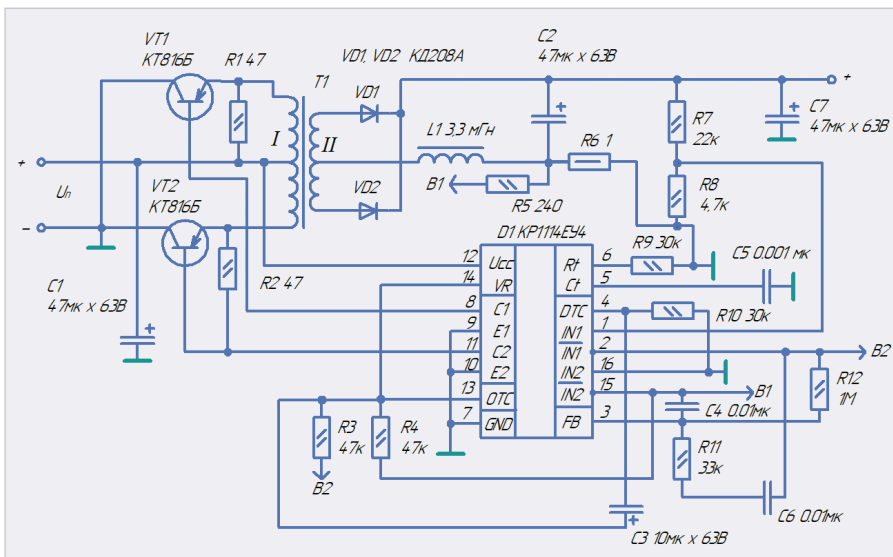 VT1
КТ816Б
R1 47
T1
VD1, VD2 КД208А
VD1
C2
47мк x 63В
+
R7
22к
C7
47мк x 63В
I
II
L1 3,3 мГн
R6 1
+
Uп
−
VT2
КТ816Б
VD2
B1
R5 240
R8
4,7к
D1 КР1114ЕУ4
R9 30к
C5 0.001 мк
R2 47
C1
47мк x 63В
+
12 Ucc Rt 6
14 VR Ct 5
8 C1 DTC 4
R10 30к
9 E1 IN1 1
11 C2 IN1 2
B2
10 E2 IN2 16
13 OTC IN2 15
B1
7 GND FB 3
R12
1М
C4 0.01мк
R3
47к
R4
47к
B2
R11
33к
C6 0.01мк
+
C3 10мк x 63В